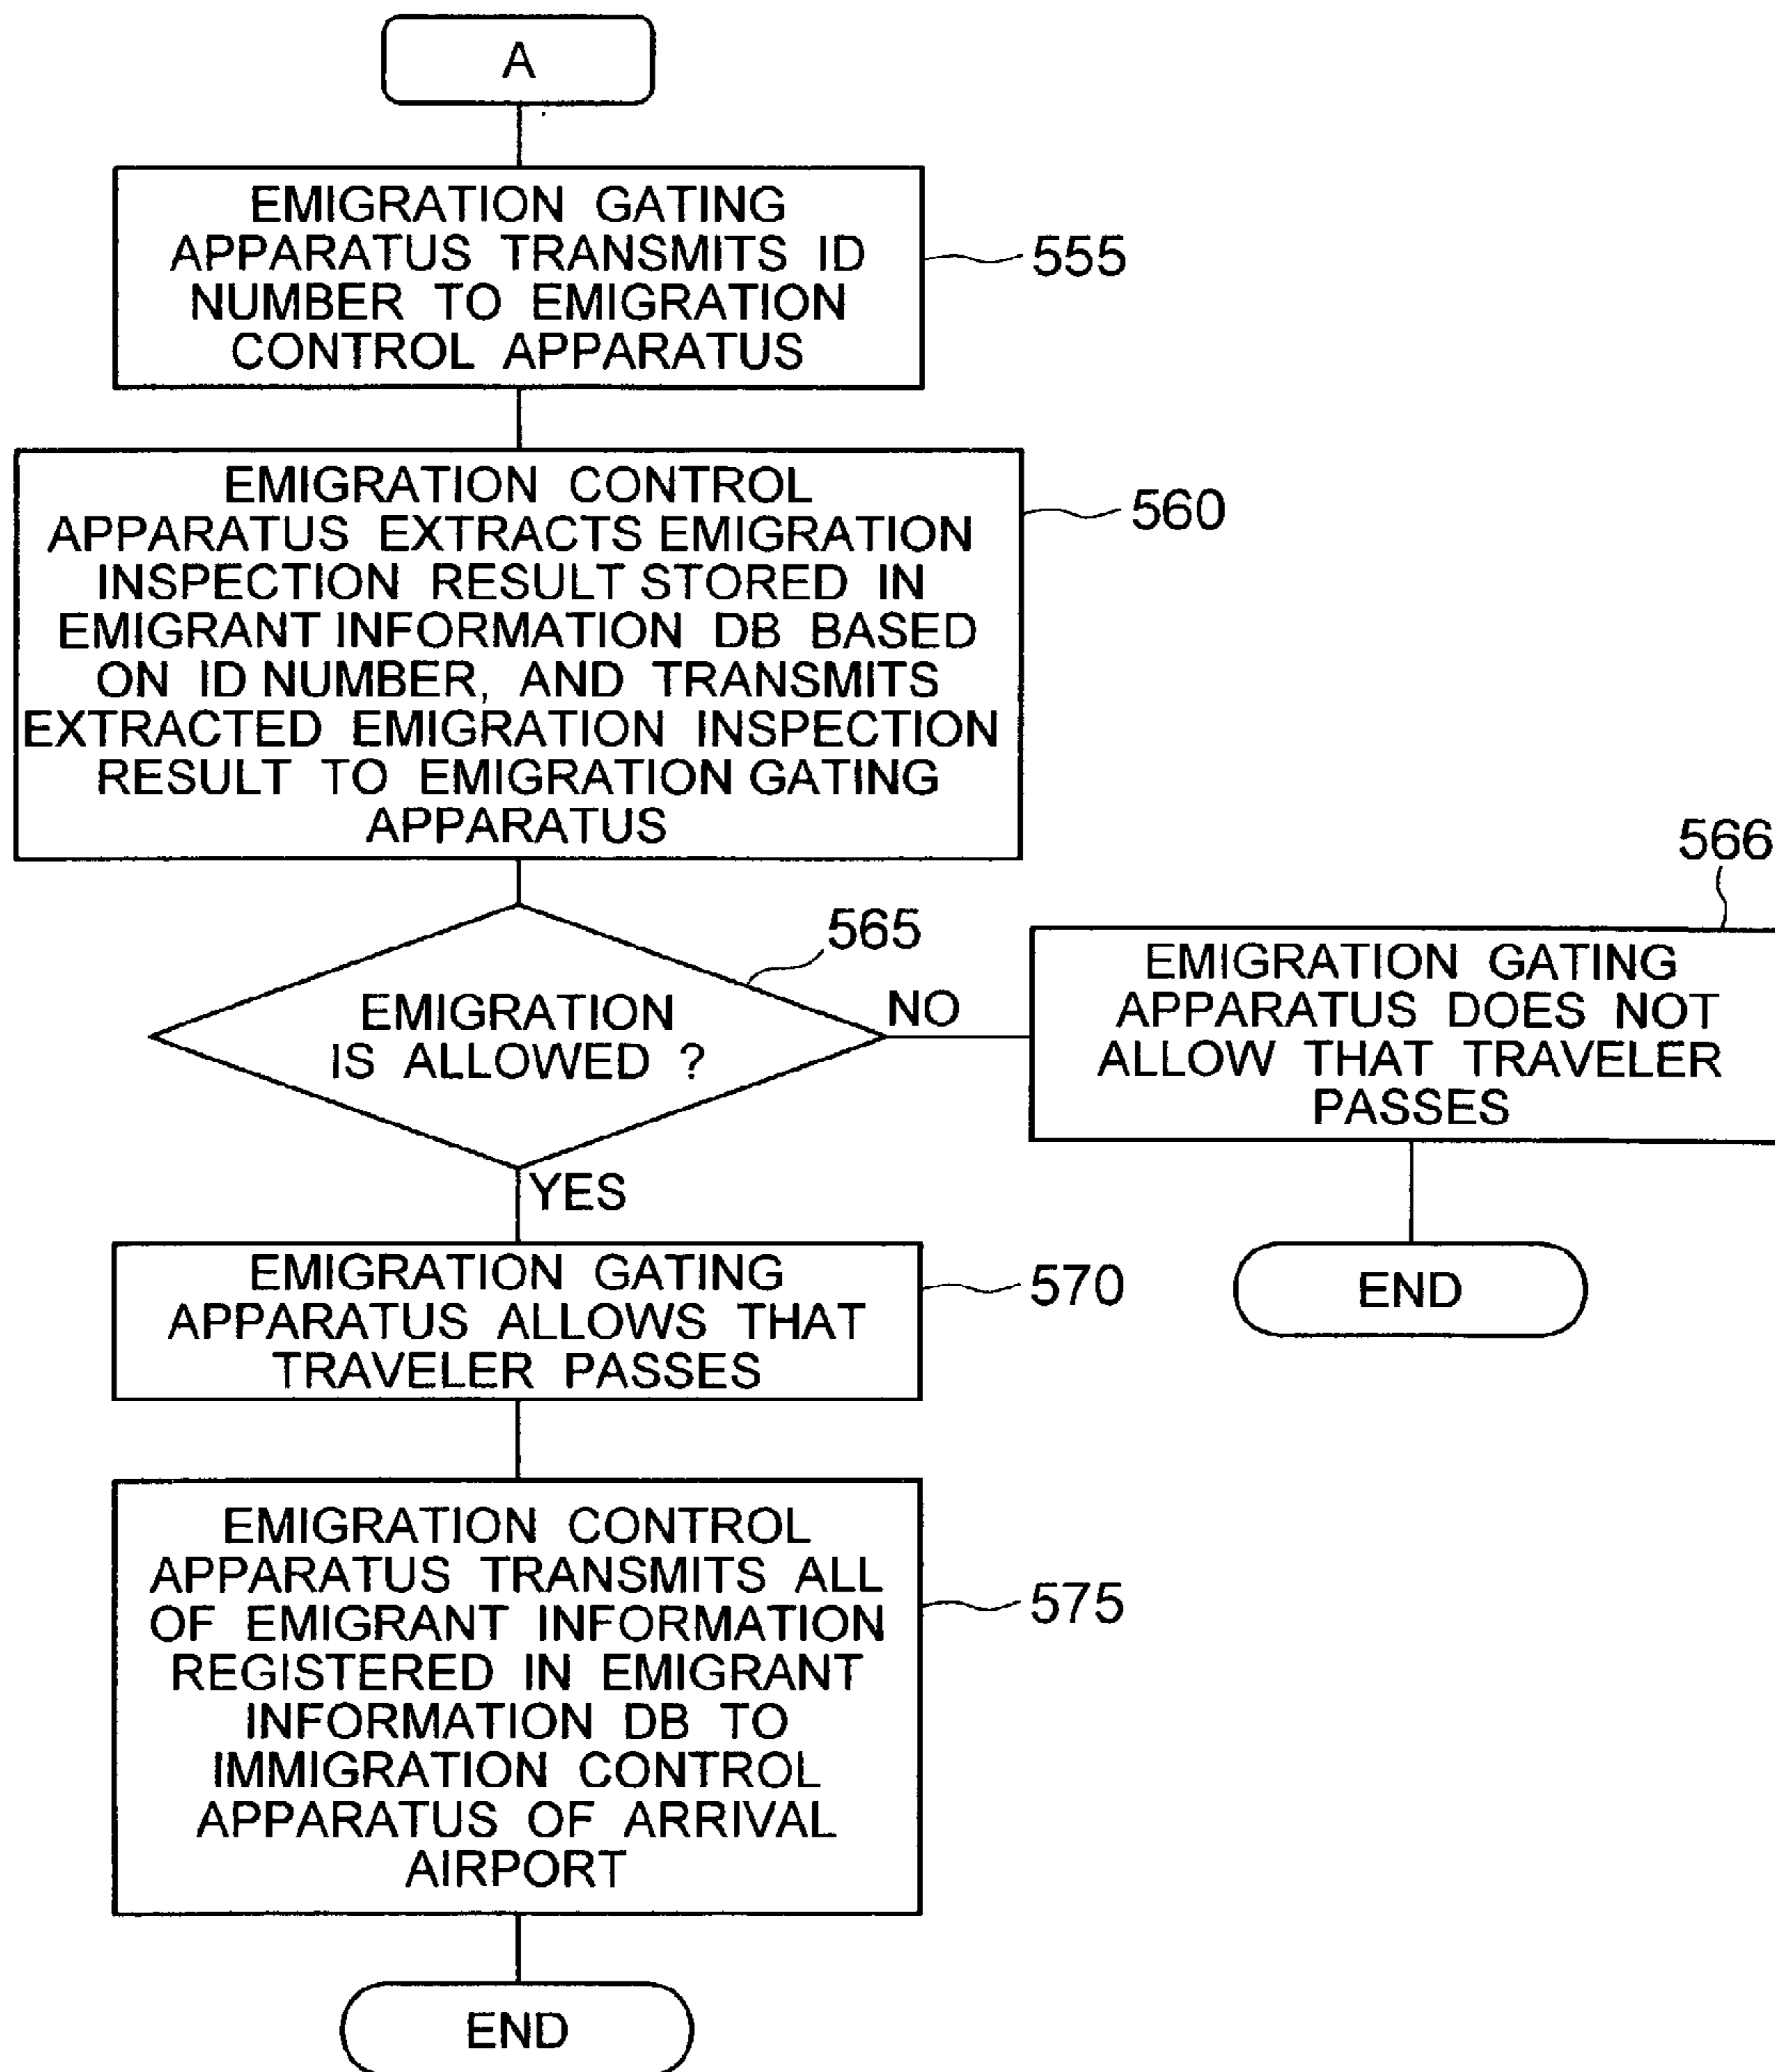 A
EMIGRATION GATING
APPARATUS TRANSMITS ID
NUMBER TO EMIGRATION
CONTROL APPARATUS
555
EMIGRATION CONTROL
APPARATUS EXTRACTS EMIGRATION
INSPECTION RESULT STORED IN
EMIGRANT INFORMATION DB BASED
ON ID NUMBER, AND TRANSMITS
EXTRACTED EMIGRATION INSPECTION
RESULT TO EMIGRATION GATING
APPARATUS
560
EMIGRATION
IS ALLOWED ?
565
NO
566
EMIGRATION GATING
APPARATUS DOES NOT
ALLOW THAT TRAVELER
PASSES
END
YES
EMIGRATION GATING
APPARATUS ALLOWS THAT
TRAVELER PASSES
570
EMIGRATION CONTROL
APPARATUS TRANSMITS ALL
OF EMIGRANT INFORMATION
REGISTERED IN EMIGRANT
INFORMATION DB TO
IMMIGRATION CONTROL
APPARATUS OF ARRIVAL
AIRPORT
575
END